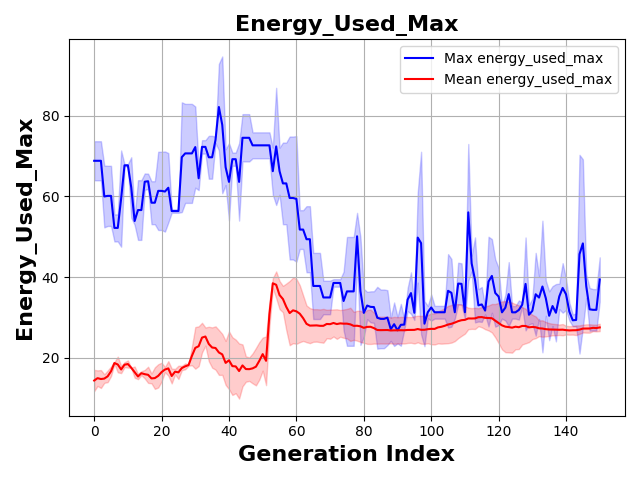 Energy_Used_Max
Max energy_used_max
Mean energy_used_max
Energy_Used_Max
80
60
40
20
0 20 40 60 80 100 120 140
Generation Index